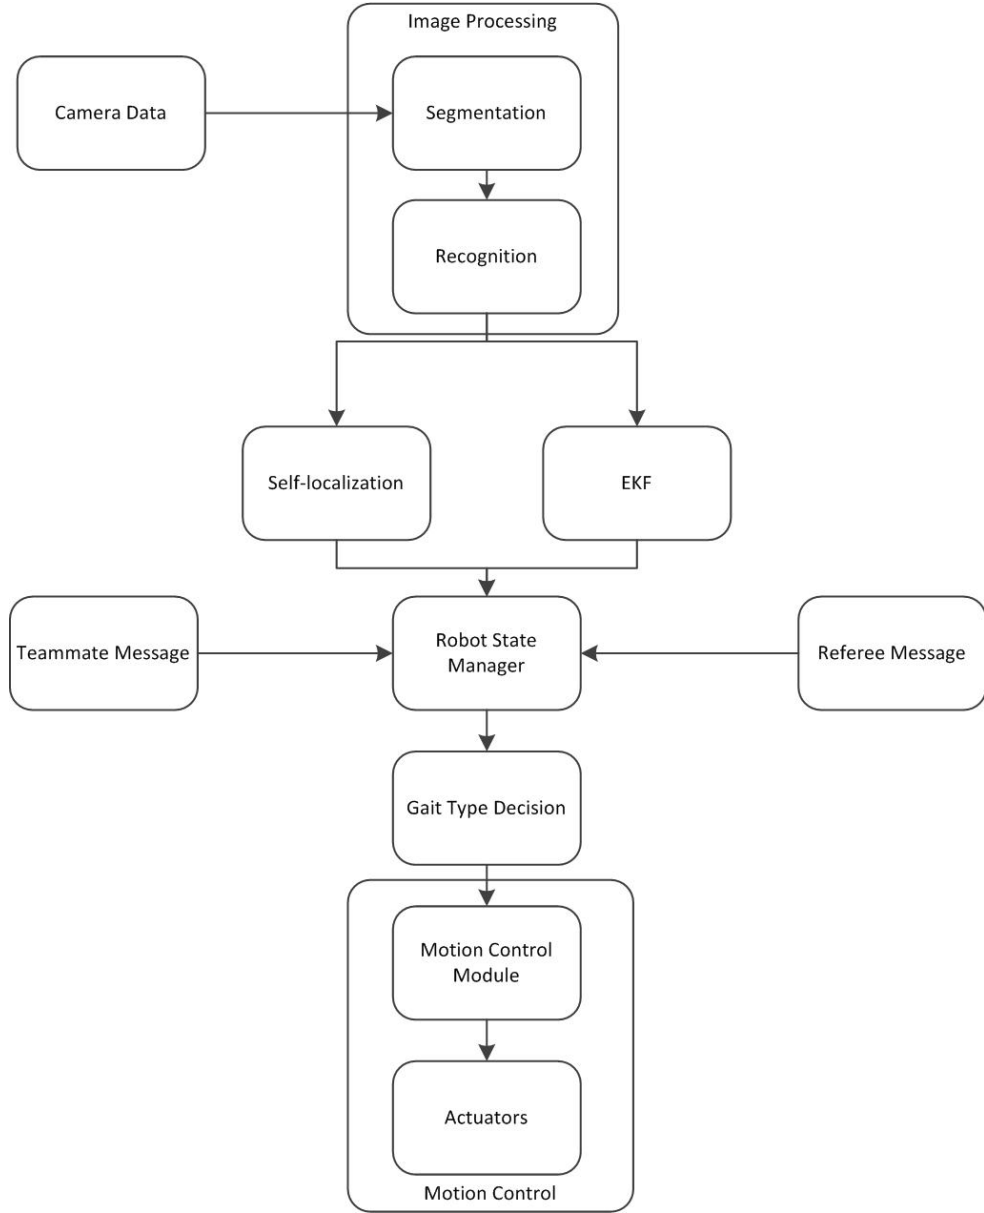 Image Processing
Camera Data
Segmentation
Recognition
Self-localization
EKF
Teammate Message
Robot State
Manager
Referee Message
Gait Type Decision
Motion Control
Module
Actuators
Motion Control